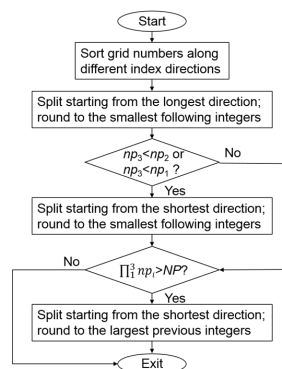 Start
Sort grid numbers along
different index directions
Split starting from the longest direction;
round to the smallest following integers
np₃<np₂ or
np₃<np₁ ?
No
Yes
Split starting from the shortest direction;
round to the smallest following integers
No
∏₁³ npᵢ>NP?
Yes
Split starting from the shortest direction;
round to the largest previous integers
Exit